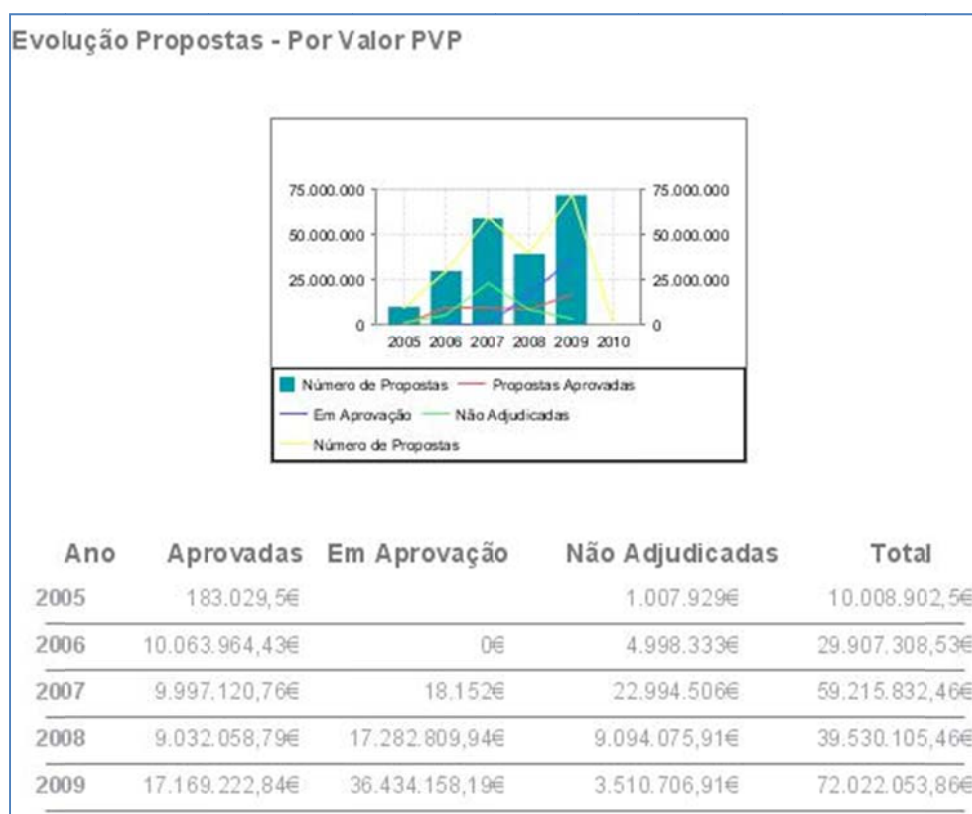 Evolução Propostas - Por Valor PVP
75.000.000 75.000.000
50.000.000 50.000.000
25.000.000 25.000.000
0 0
2005 2006 2007 2008 2009 2010
Número de Propostas Propostas Aprovadas
Em Aprovação Não Adjudicadas
Número de Propostas
Ano Aprovadas Em Aprovação Não Adjudicadas Total
2005 183.029,5€ 1.007.929€ 10.008.902,5€
2006 10.063.964,43€ 0€ 4.998.333€ 29.907.308,53€
2007 9.997.120,76€ 18.152€ 22.994.506€ 59.215.832,46€
2008 9.032.058,79€ 17.282.809,94€ 9.094.075,91€ 39.530.105,46€
2009 17.169.222,84€ 36.434.158,19€ 3.510.706,91€ 72.022.053,86€